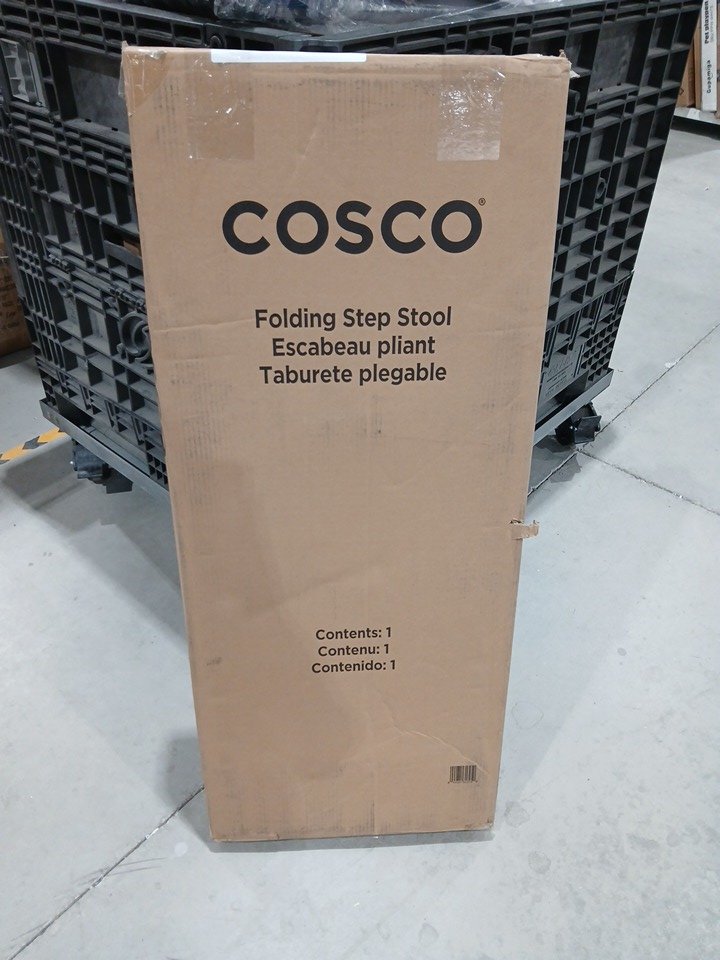 COSCO®
Folding Step Stool
Escabeau pliant
Taburete plegable
Contents: 1
Contenu: 1
Contenido: 1